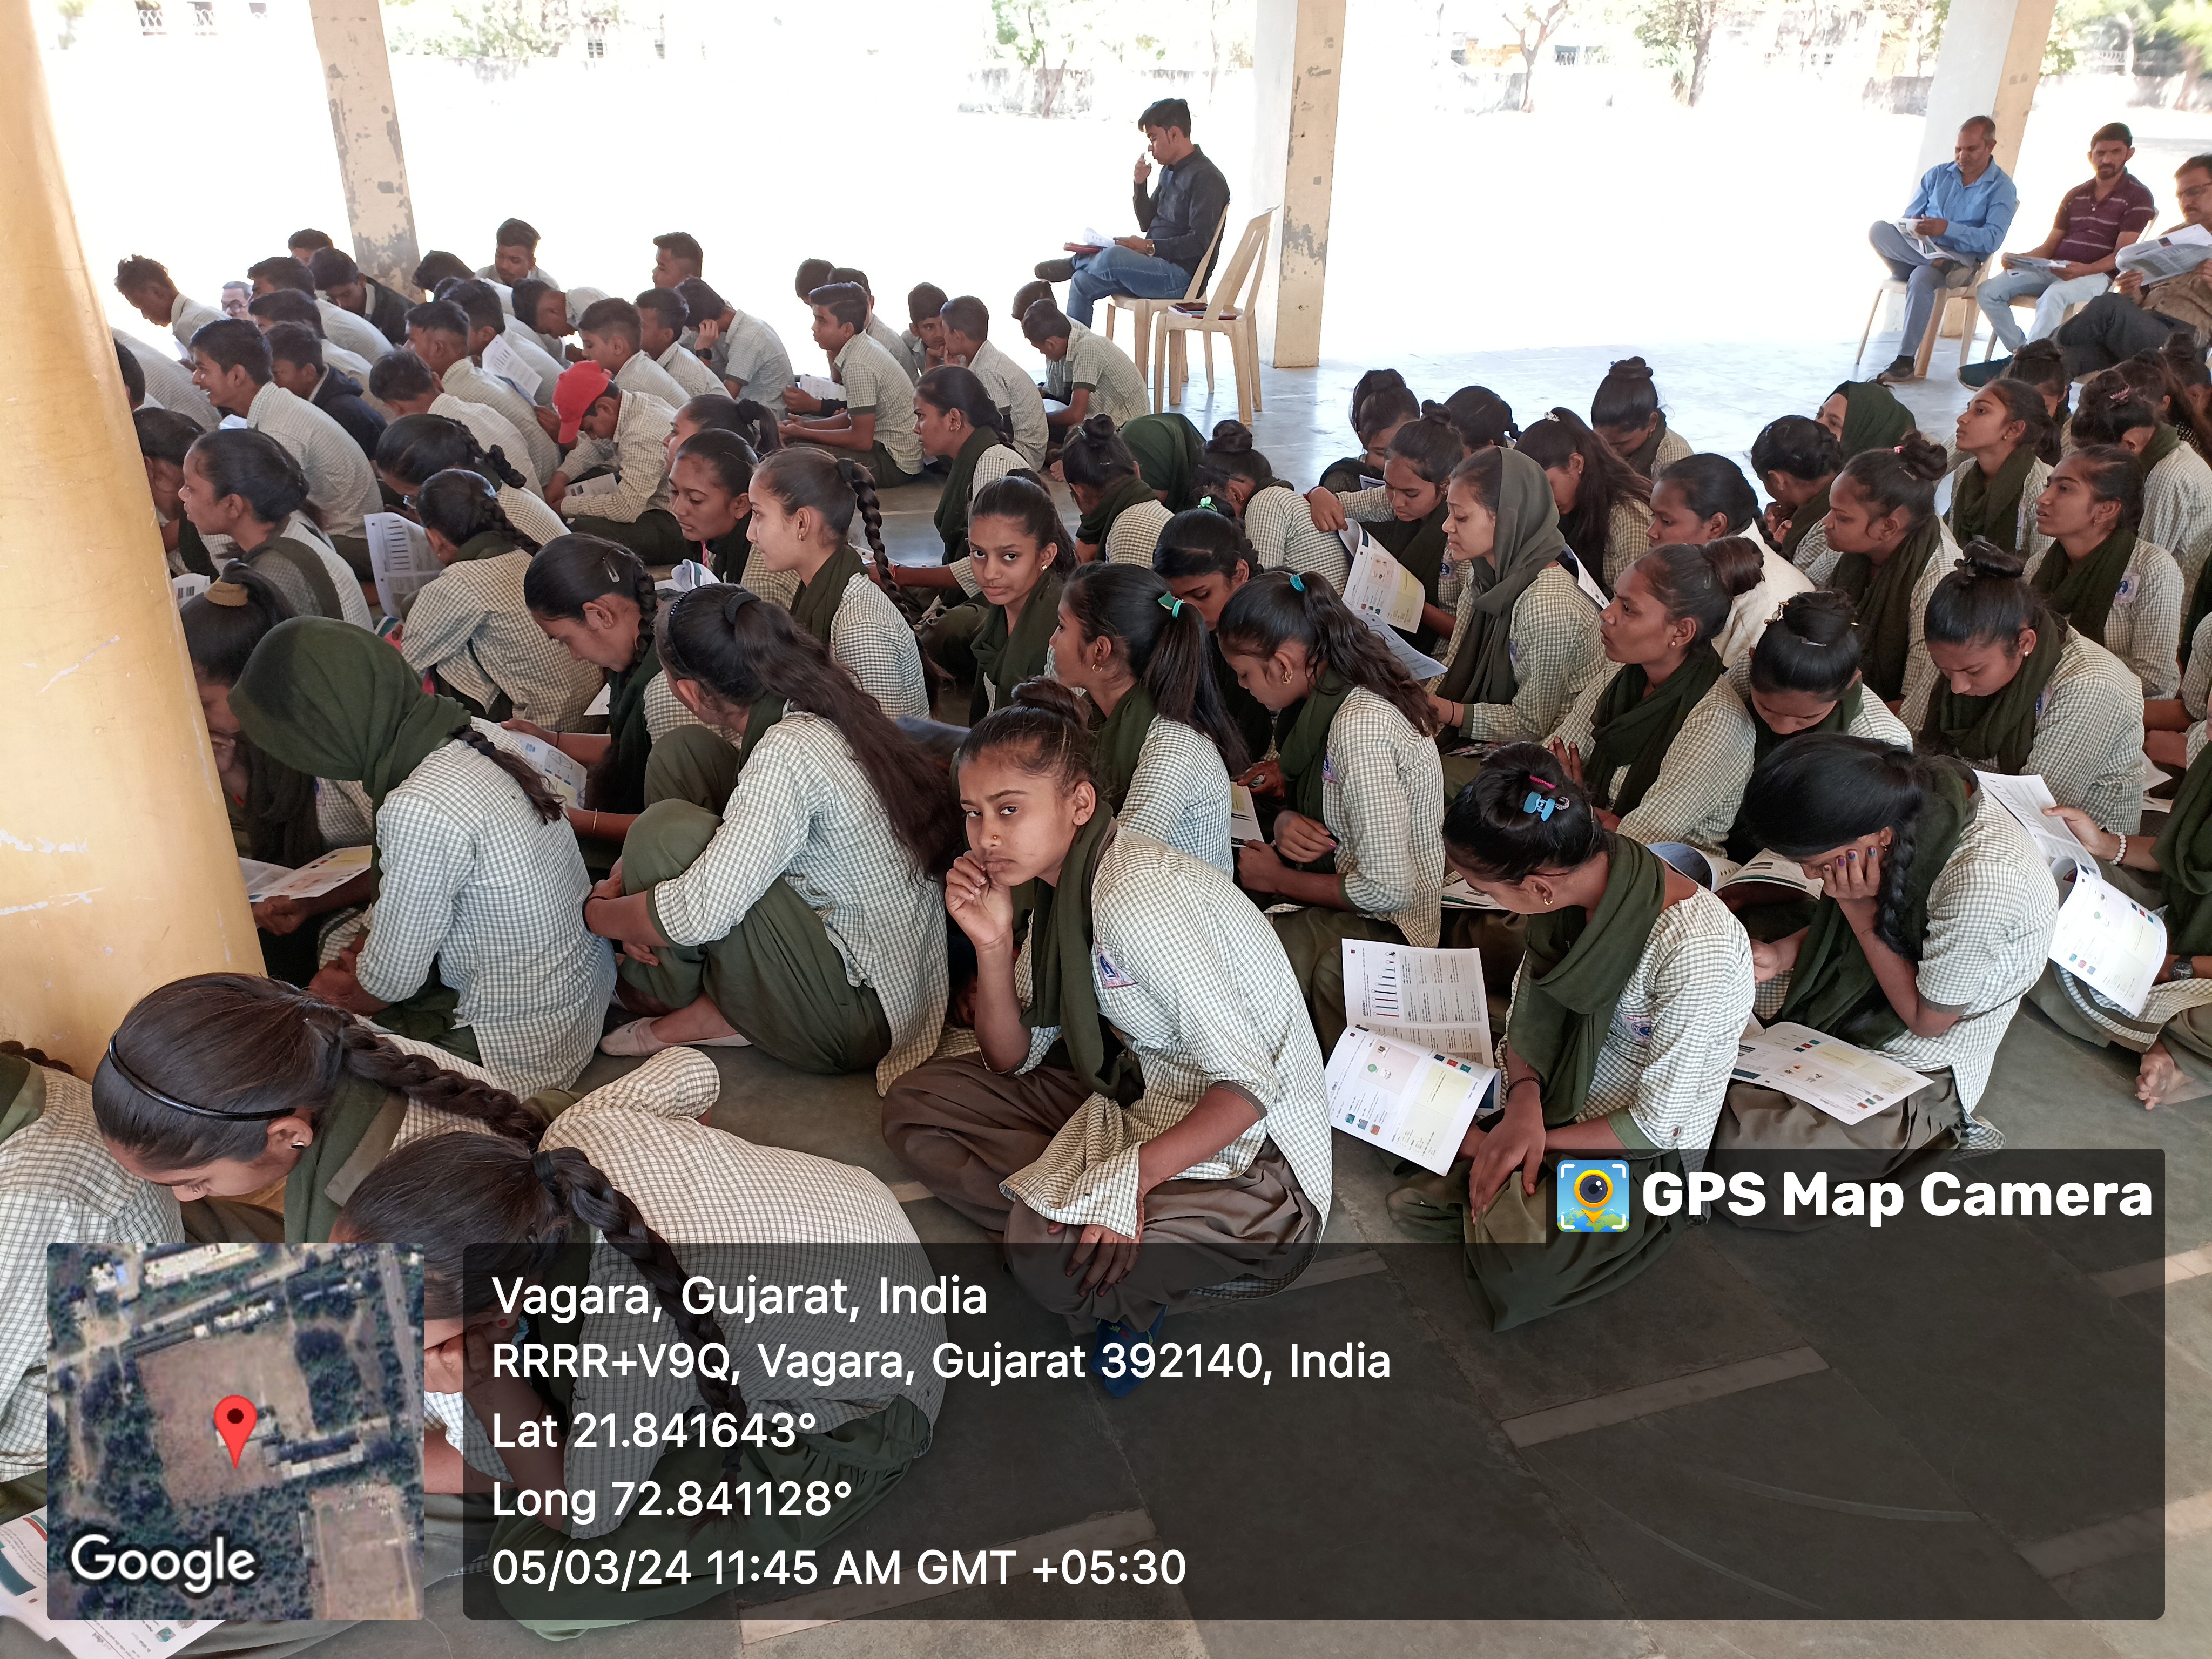 GPS Map Camera
Vagara, Gujarat, India
RRRR+V9Q, Vagara, Gujarat 392140, India
Lat 21.841643°
Long 72.841128°
05/03/24 11:45 AM GMT +05:30
Google